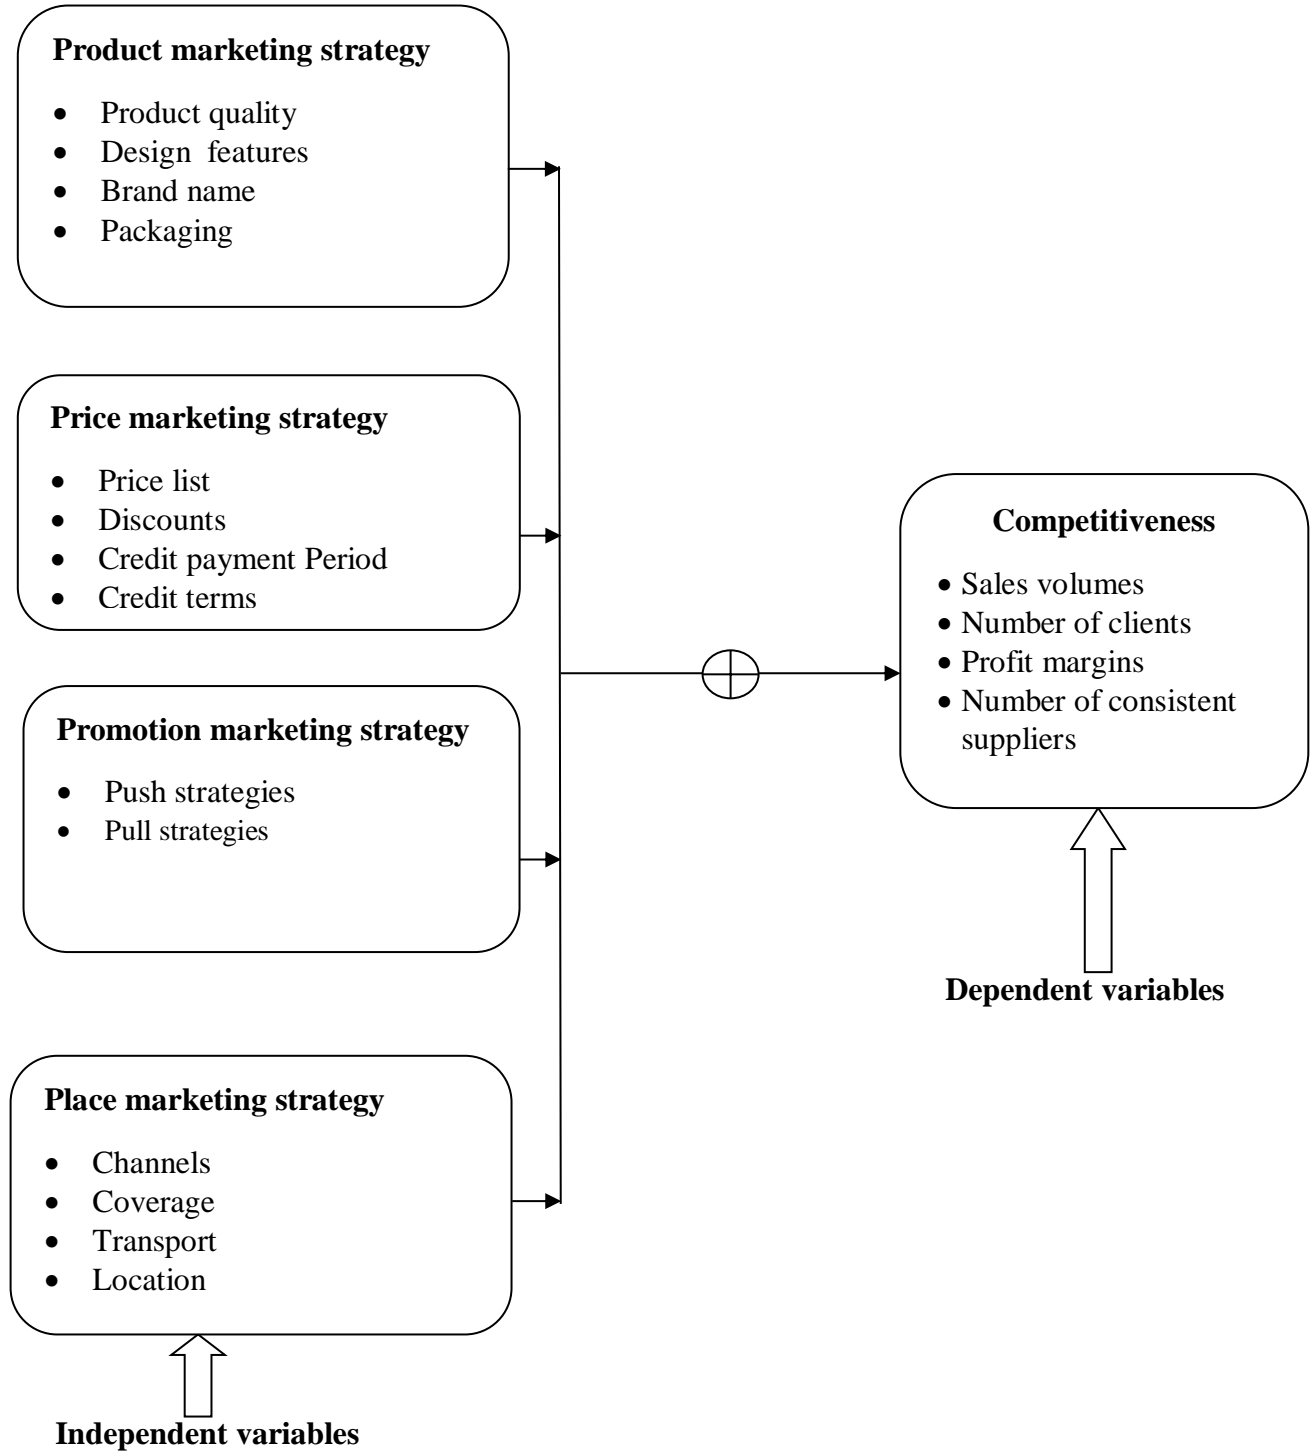 Product marketing strategy
• Product quality
• Design features
• Brand name
• Packaging
Price marketing strategy
• Price list
• Discounts
• Credit payment Period
• Credit terms
Promotion marketing strategy
• Push strategies
• Pull strategies
Place marketing strategy
• Channels
• Coverage
• Transport
• Location
Independent variables
Competitiveness
• Sales volumes
• Number of clients
• Profit margins
• Number of consistent
suppliers
Dependent variables